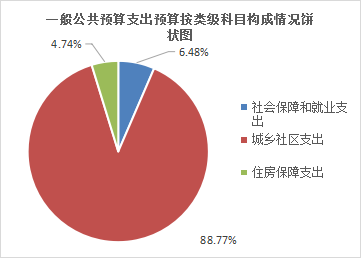 一般公共预算支出预算按类级科目构成情况饼
状图
4.74%
6.48%
社会保障和就业支
出
城乡社区支出
住房保障支出
88.77%